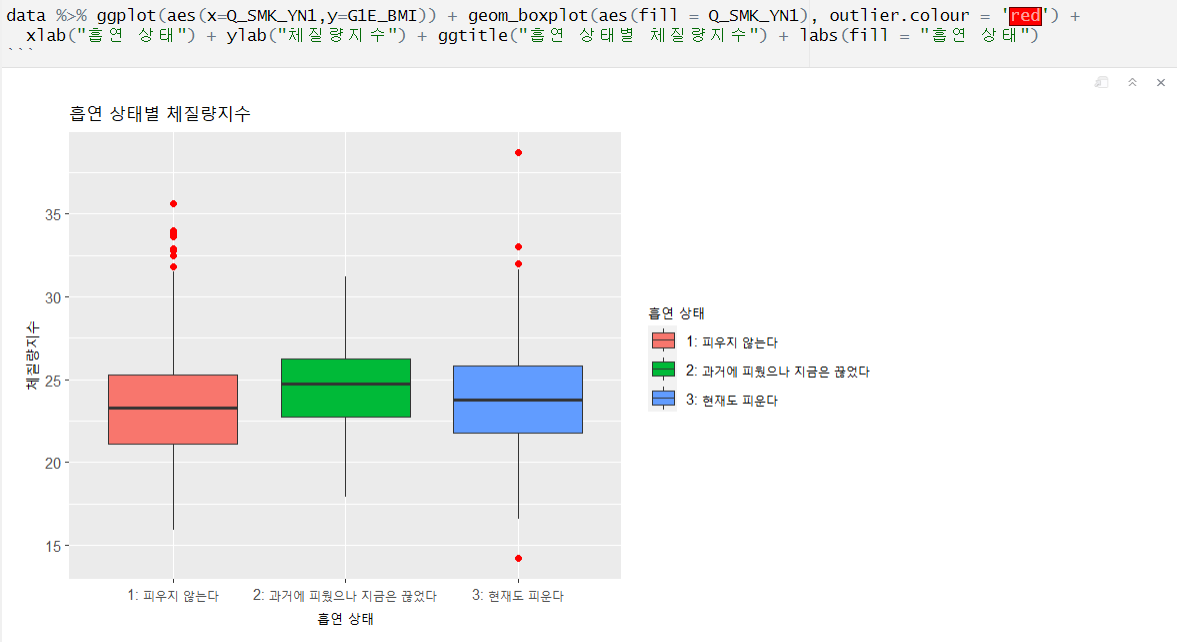 data %>% ggplot(aes(x=Q_SMK_YN1,y=G1E_BMI)) + geom_boxplot(aes(fill = Q_SMK_YN1), outlier.colour = 'red') +
xlab("흡연 상태") + ylab("체질량지수") + ggtitle("흡연 상태별 체질량지수") + labs(fill = "흡연 상태")
```
흡연 상태별 체질량지수
35
30
25
20
15
체질량지수
1: 피우지 않는다
2: 과거에 피웠으나 지금은 끊었다
3: 현재도 피운다
흡연 상태
흡연 상태
1: 피우지 않는다
2: 과거에 피웠으나 지금은 끊었다
3: 현재도 피운다